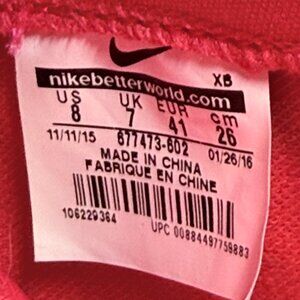 XB
nikebetterworld.com
US UK EUR cm
8 7 41 26
11/11/15 677473-602 01/26/16
MADE IN CHINA
FABRIQUE EN CHINE
106229364
UPC 00884497759883